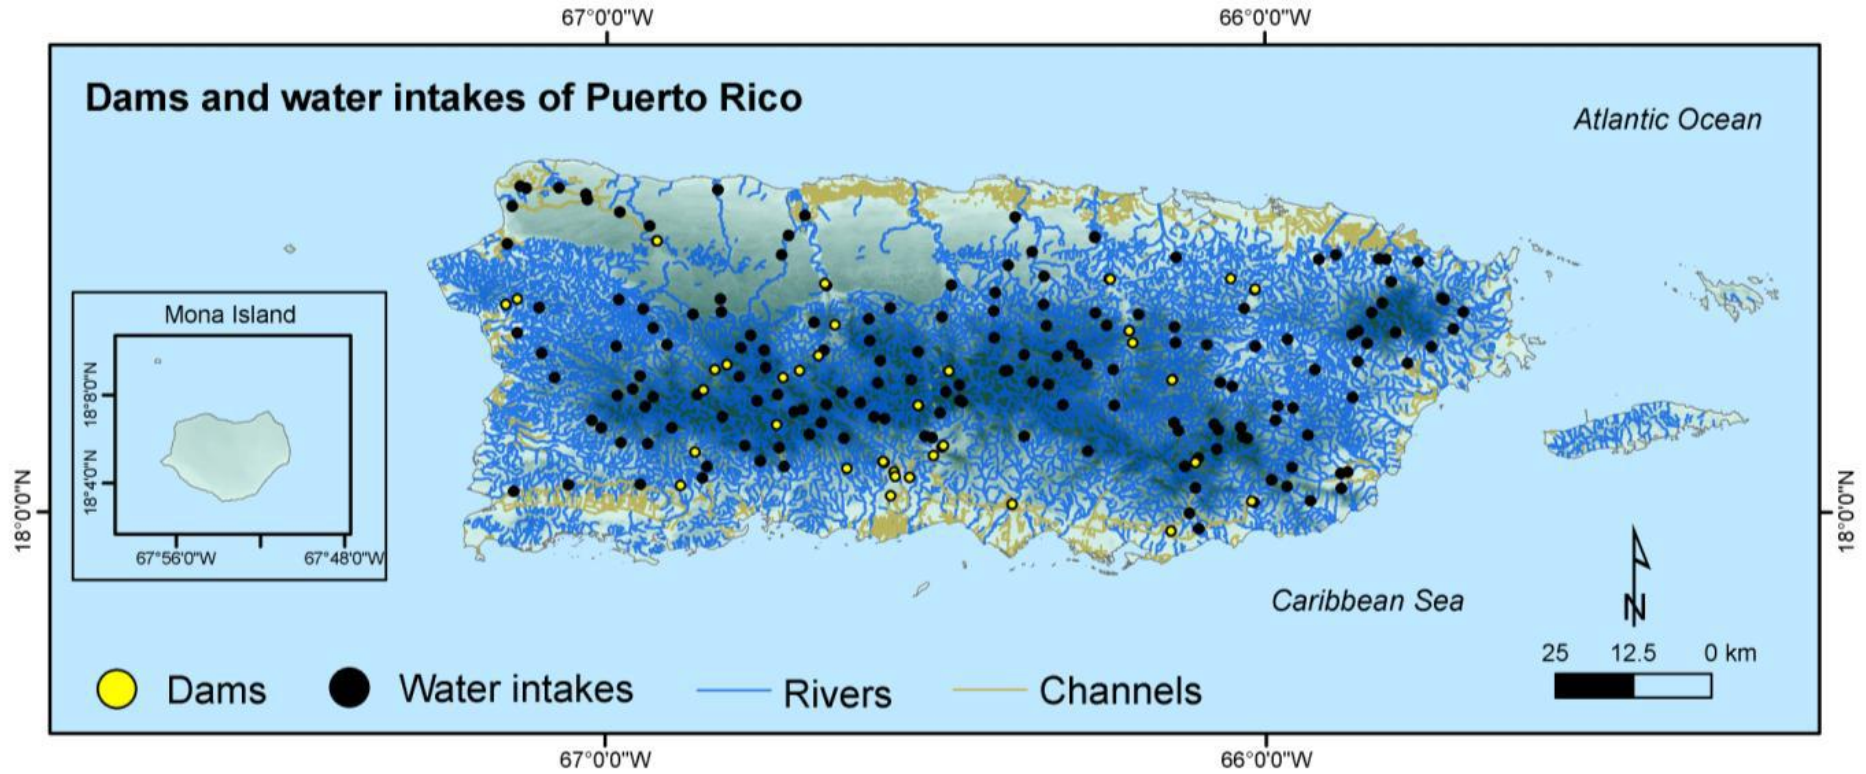 67°0'0"W
66°0'0"W
Dams and water intakes of Puerto Rico
Atlantic Ocean
Mona Island
18°8'0"N
18°4'0"N
67°56'0"W
67°48'0"W
18°0'0"N
18°0'0"N
Caribbean Sea
N
25 12.5 0 km
Dams
Water intakes
Rivers
Channels
67°0'0"W
66°0'0"W